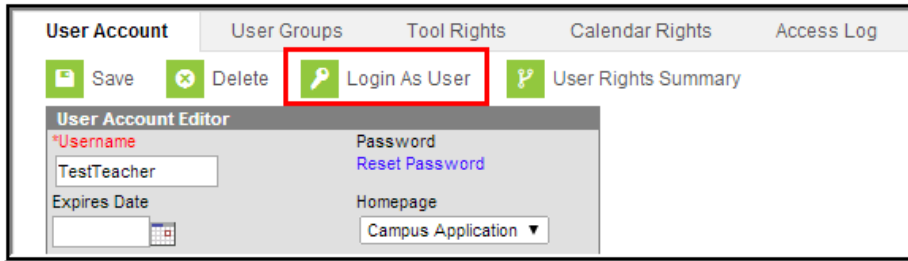 User Account User Groups Tool Rights Calendar Rights Access Log
Save Delete Login As User User Rights Summary
User Account Editor
*Username Password
TestTeacher Reset Password
Expires Date Homepage
Campus Application